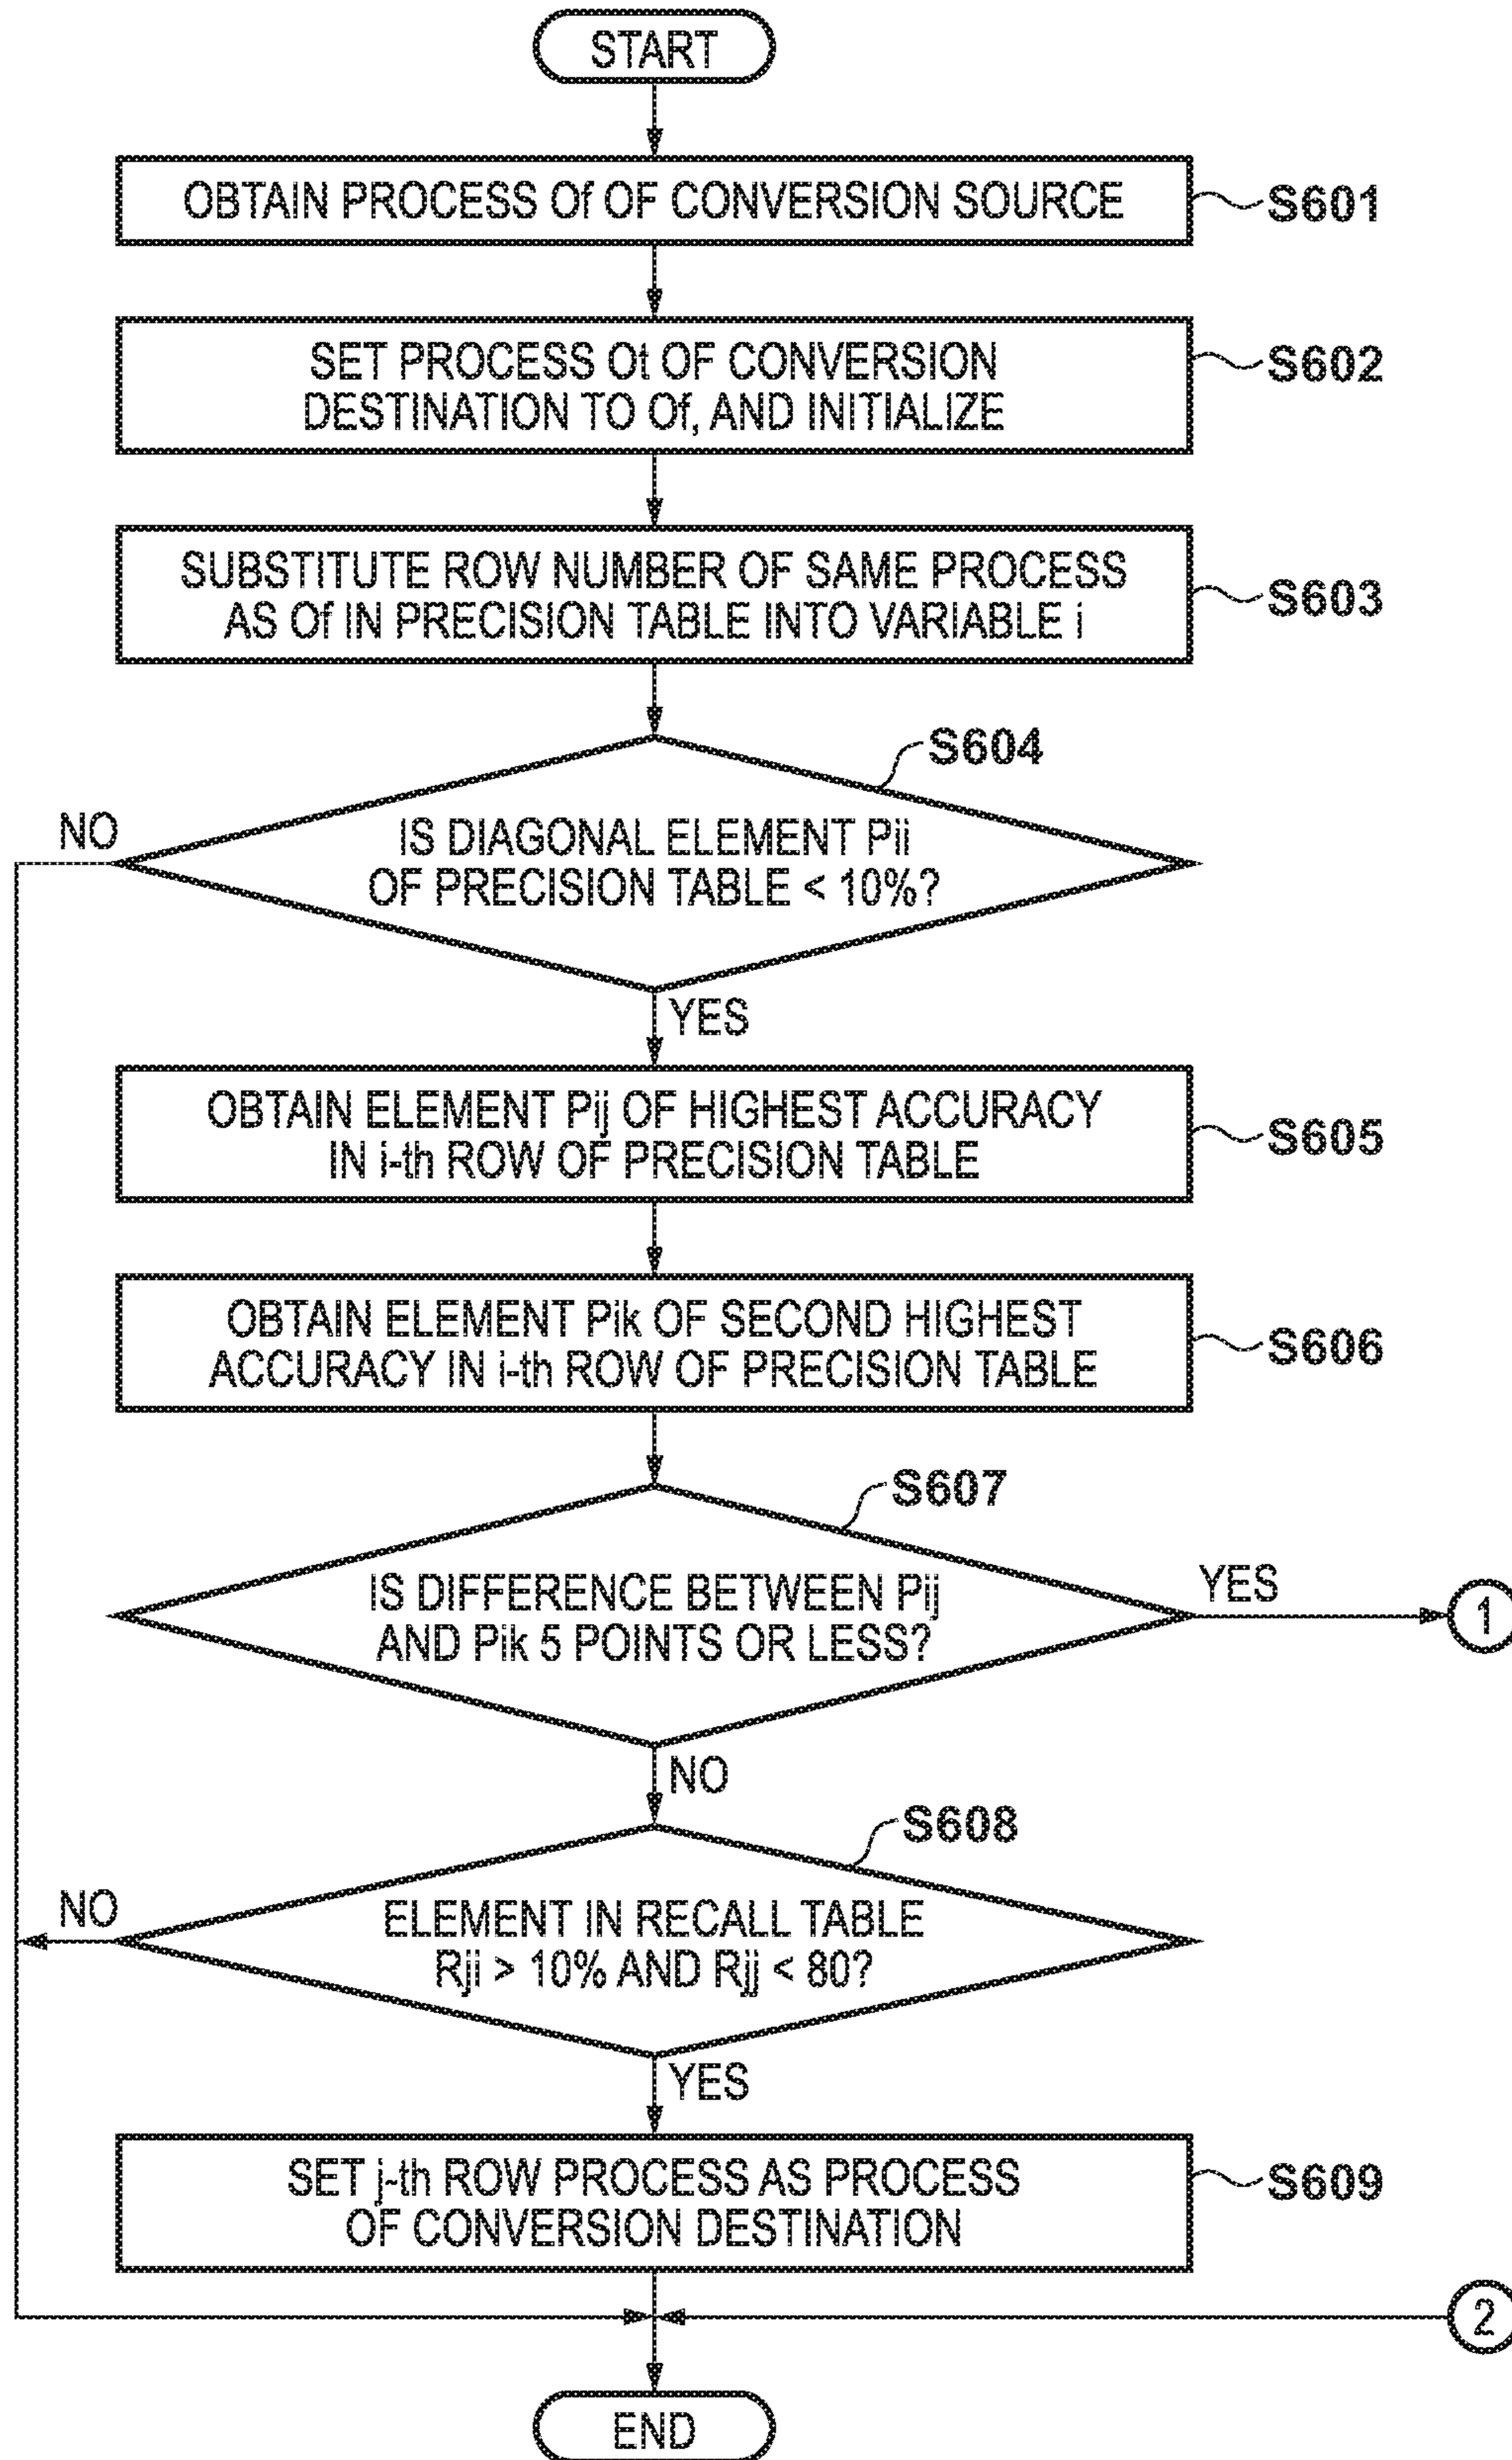 START
OBTAIN PROCESS Of OF CONVERSION SOURCE
S601
SET PROCESS Ot OF CONVERSION
DESTINATION TO Of, AND INITIALIZE
S602
SUBSTITUTE ROW NUMBER OF SAME PROCESS
AS Of IN PRECISION TABLE INTO VARIABLE i
S603
S604
NO
IS DIAGONAL ELEMENT Pii
OF PRECISION TABLE < 10%?
YES
OBTAIN ELEMENT Pij OF HIGHEST ACCURACY
IN i-th ROW OF PRECISION TABLE
S605
OBTAIN ELEMENT Pik OF SECOND HIGHEST
ACCURACY IN i-th ROW OF PRECISION TABLE
S606
S607
IS DIFFERENCE BETWEEN Pij
AND Pik 5 POINTS OR LESS?
YES
1
NO
S608
NO
ELEMENT IN RECALL TABLE
Rji > 10% AND Rjj < 80?
YES
SET j-th ROW PROCESS AS PROCESS
OF CONVERSION DESTINATION
S609
2
END